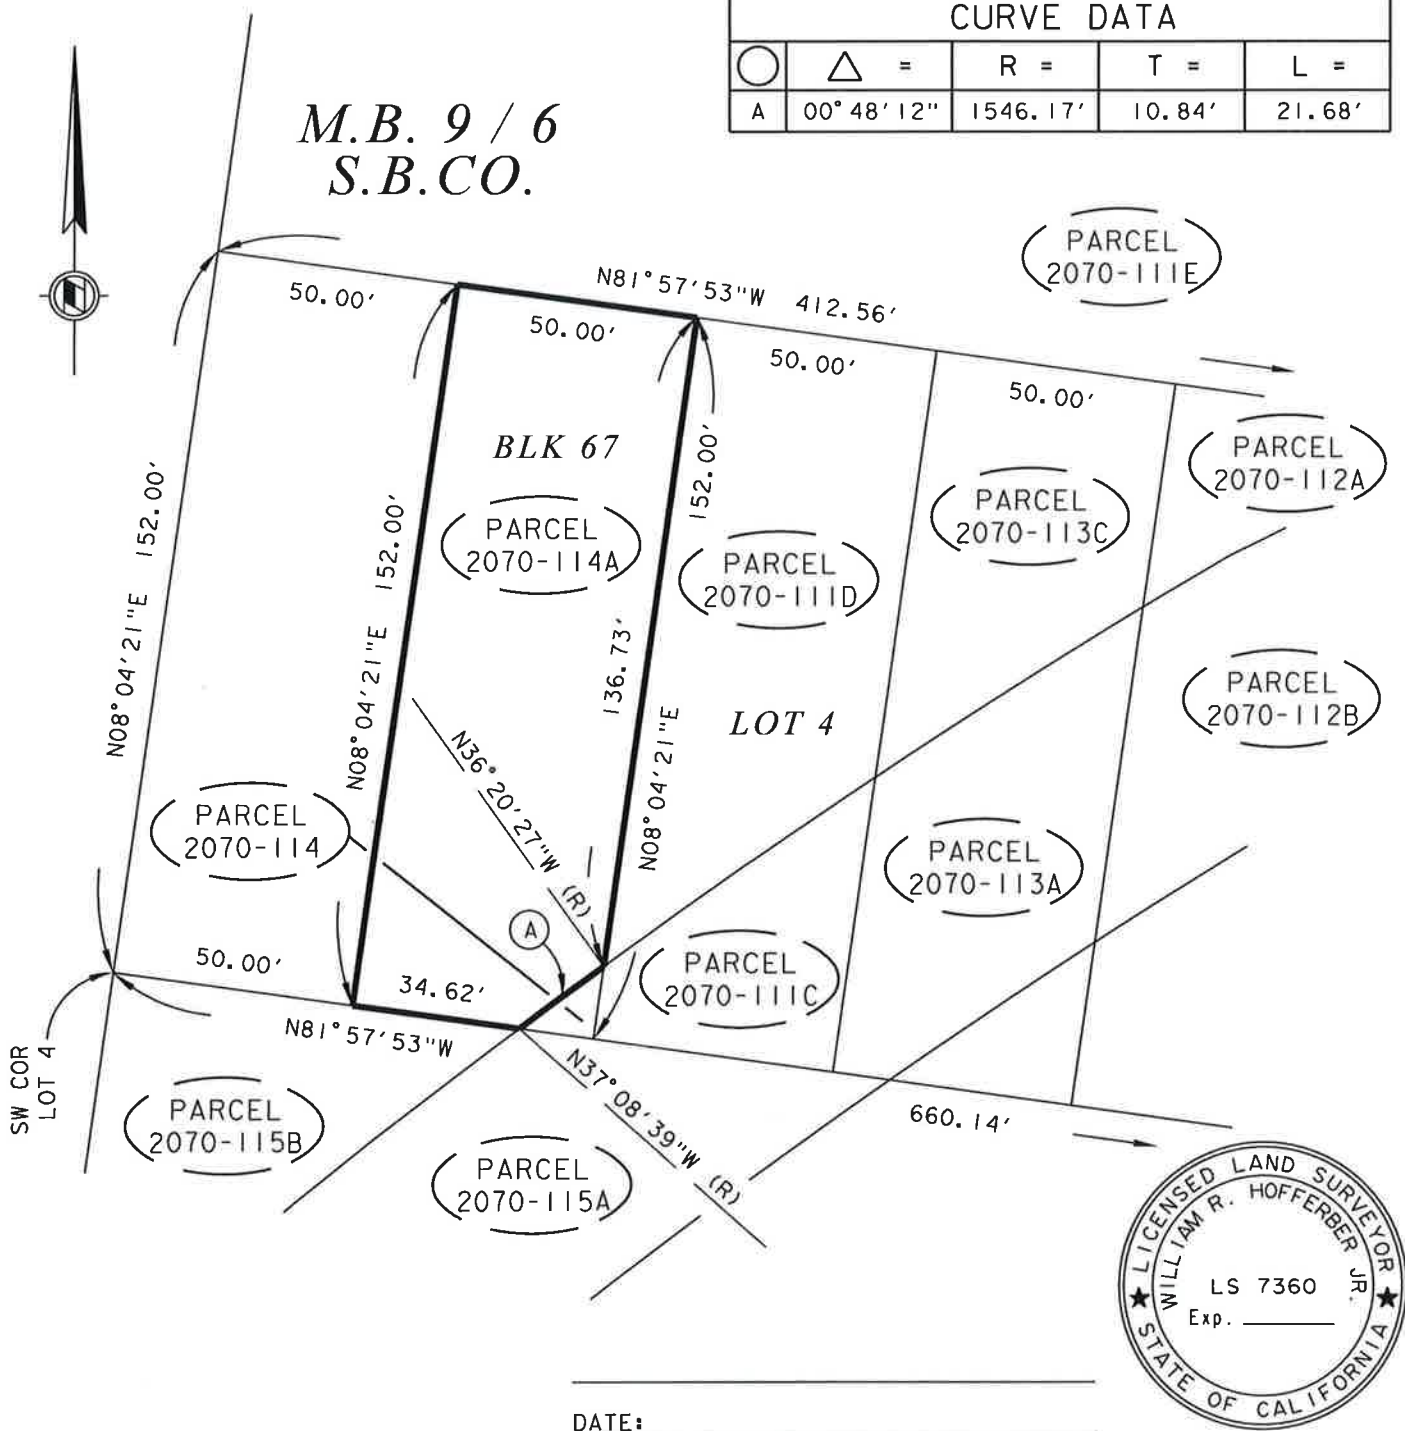 CURVE DATA
△ = R = T = L =
A 00°48'12" 1546.17' 10.84' 21.68'
M.B. 9 / 6
S.B.CO.
PARCEL
2070-111E
N81°57'53"W 412.56'
50.00'
50.00'
50.00'
50.00'
BLK 67
PARCEL
2070-112A
PARCEL
2070-113C
PARCEL
2070-114A
PARCEL
2070-111D
N08°04'21"E 152.00'
N08°04'21"E 152.00'
152.00'
136.73'
N08°04'21"E
LOT 4
PARCEL
2070-112B
N36°20'27"W (R)
PARCEL
2070-114
PARCEL
2070-113A
A
50.00'
34.62'
PARCEL
2070-111C
N81°57'53"W
SW COR
LOT 4
N37°08'39"W (R)
660.14'
PARCEL
2070-115B
PARCEL
2070-115A
LICENSED LAND SURVEYOR
WILLIAM R. HOFFERBER JR.
LS 7360
Exp.
STATE OF CALIFORNIA
DATE: